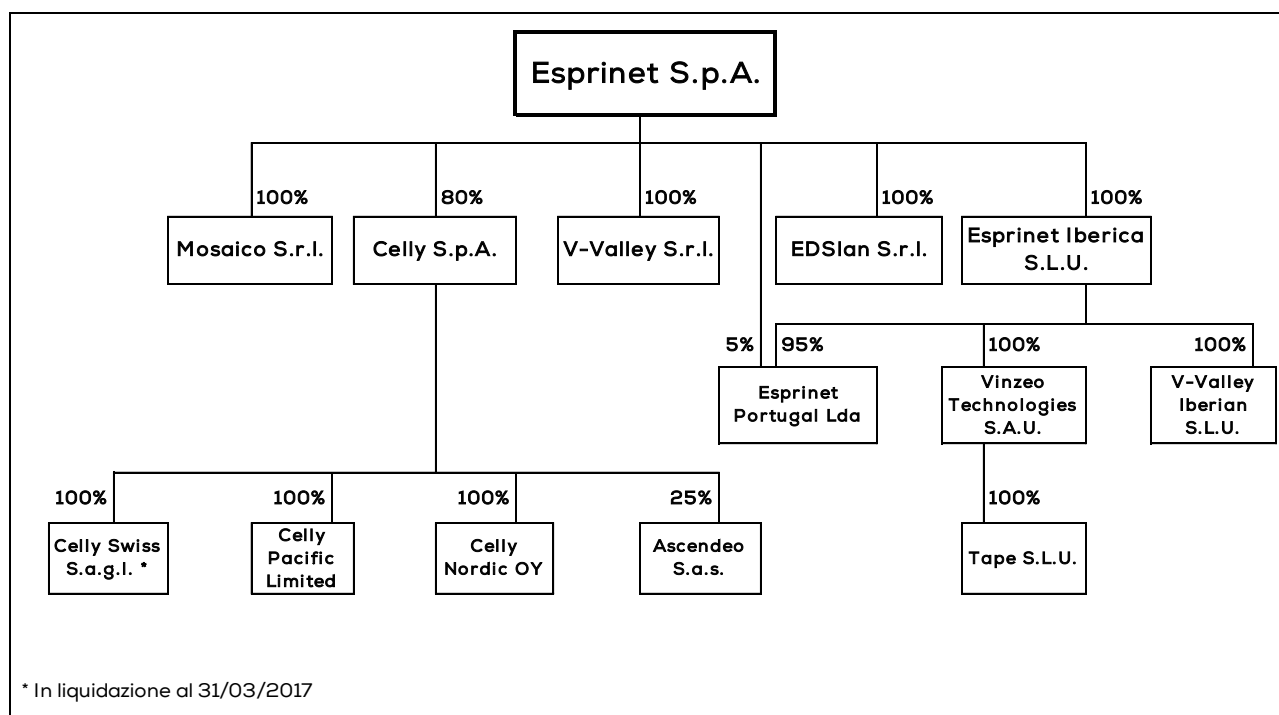 Esprinet S.p.A.
100%
80%
100%
100%
100%
Mosaico S.r.l.
Celly S.p.A.
V-Valley S.r.l.
EDSlan S.r.l.
Esprinet Iberica
S.L.U.
5%
95%
100%
100%
Esprinet
Portugal Lda
Vinzeo
Technologies
S.A.U.
V-Valley
Iberian
S.L.U.
100%
100%
100%
25%
100%
Celly Swiss
S.a.g.l. *
Celly
Pacific
Limited
Celly
Nordic OY
Ascendeo
S.a.s.
Tape S.L.U.
* In liquidazione al 31/03/2017